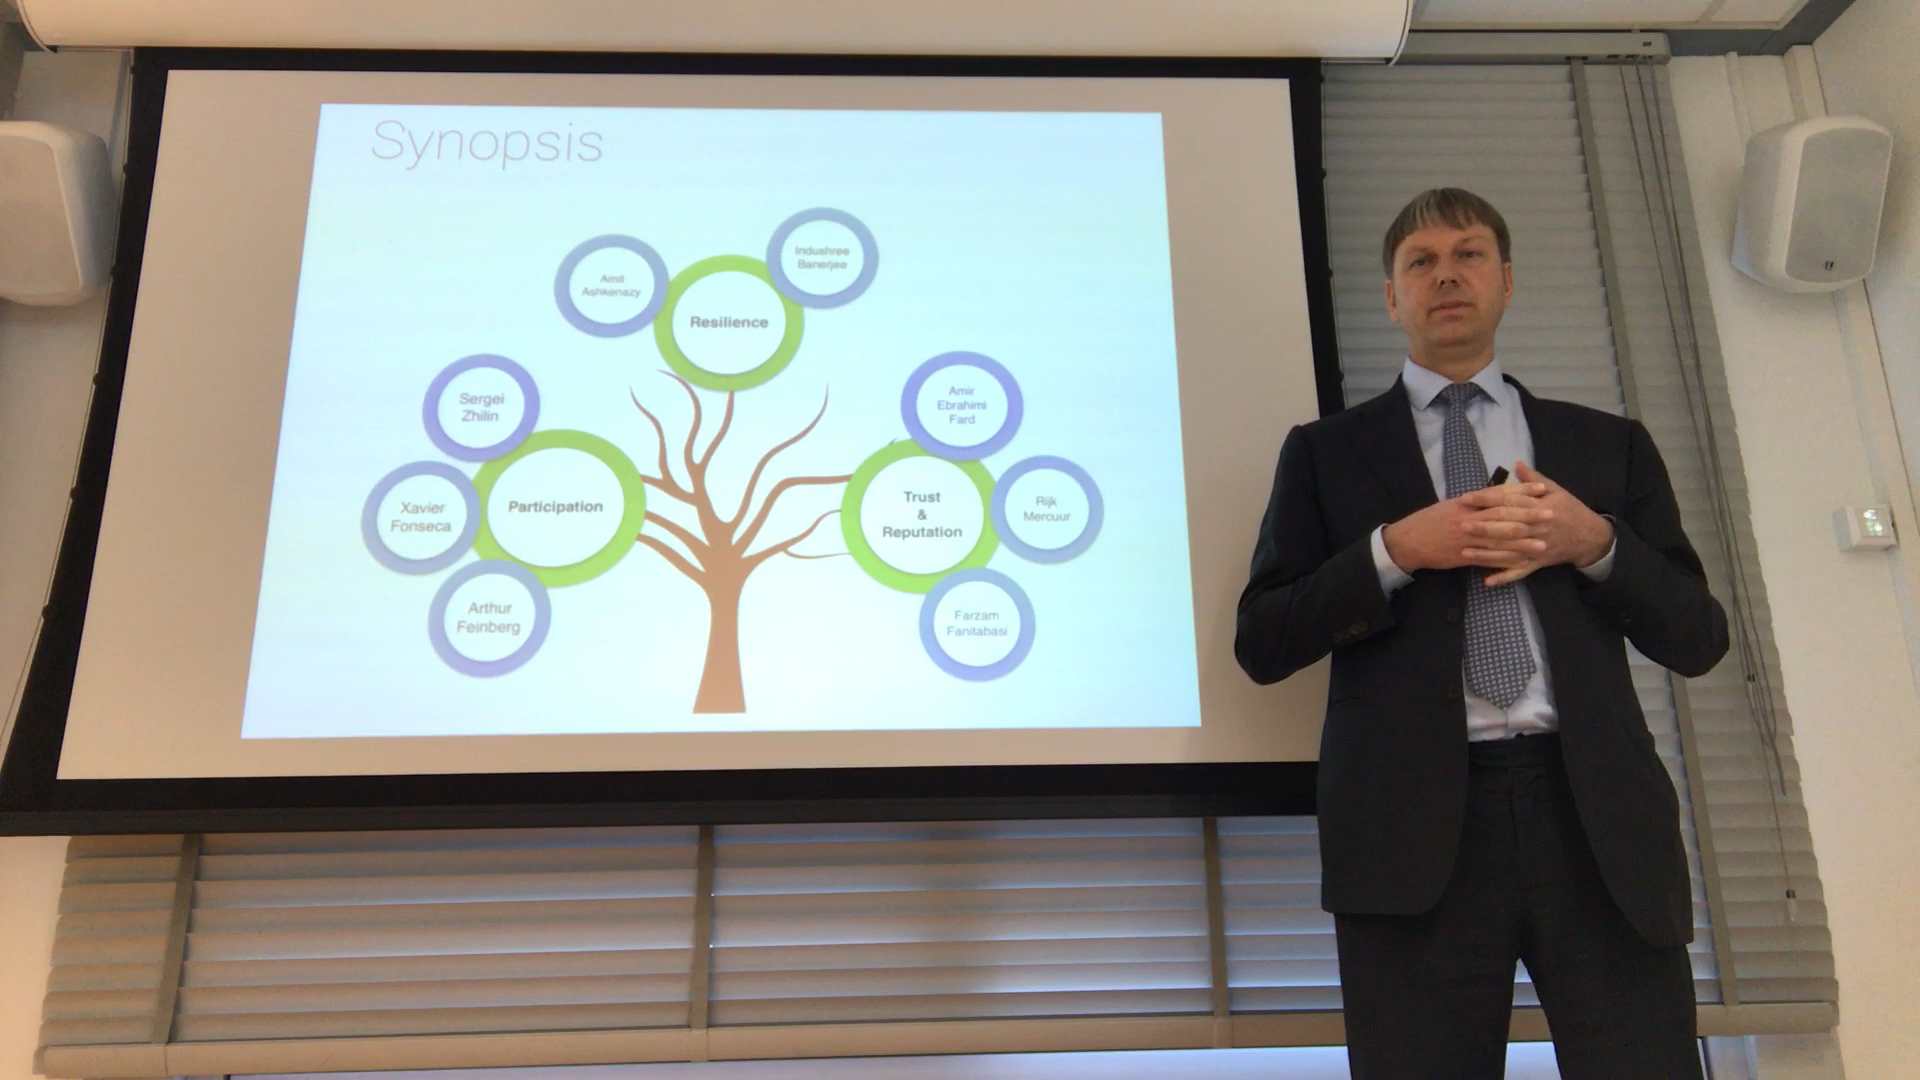 Synopsis
Indushree
Banerjee
Amit
Ashkenazy
Resilience
Sergei
Zhilin
Amir
Ebrahimi
Fard
Xavier
Fonseca
Participation
Trust
&
Reputation
Rijk
Mercuur
Arthur
Feinberg
Farzam
Fanitabasi